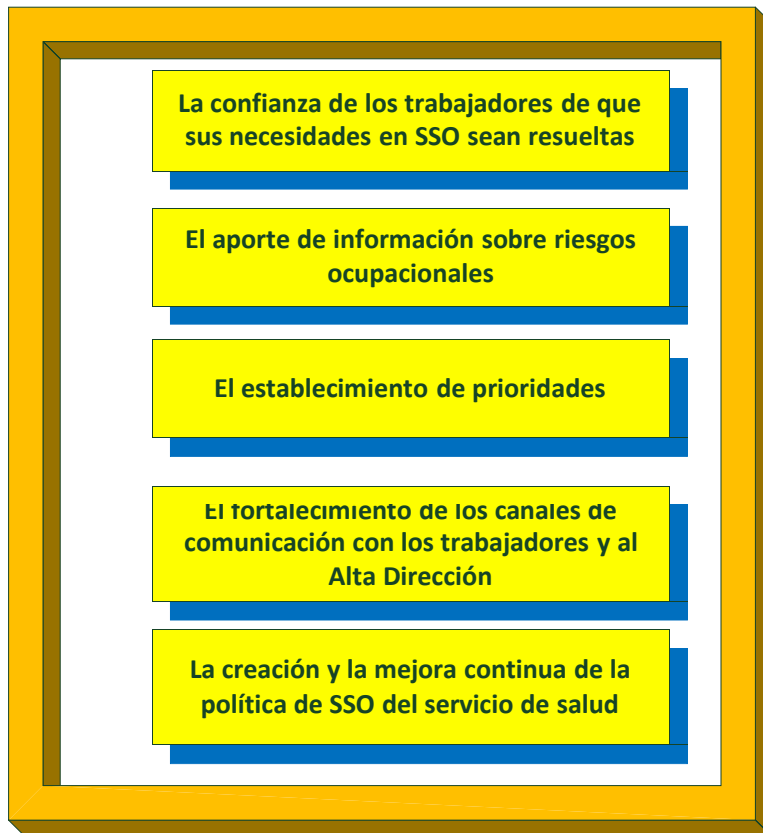 La confianza de los trabajadores de que
sus necesidades en SSO sean resueltas
El aporte de información sobre riesgos
ocupacionales
El establecimiento de prioridades
El fortalecimiento de los canales de
comunicación con los trabajadores y al
Alta Dirección
La creación y la mejora continua de la
política de SSO del servicio de salud